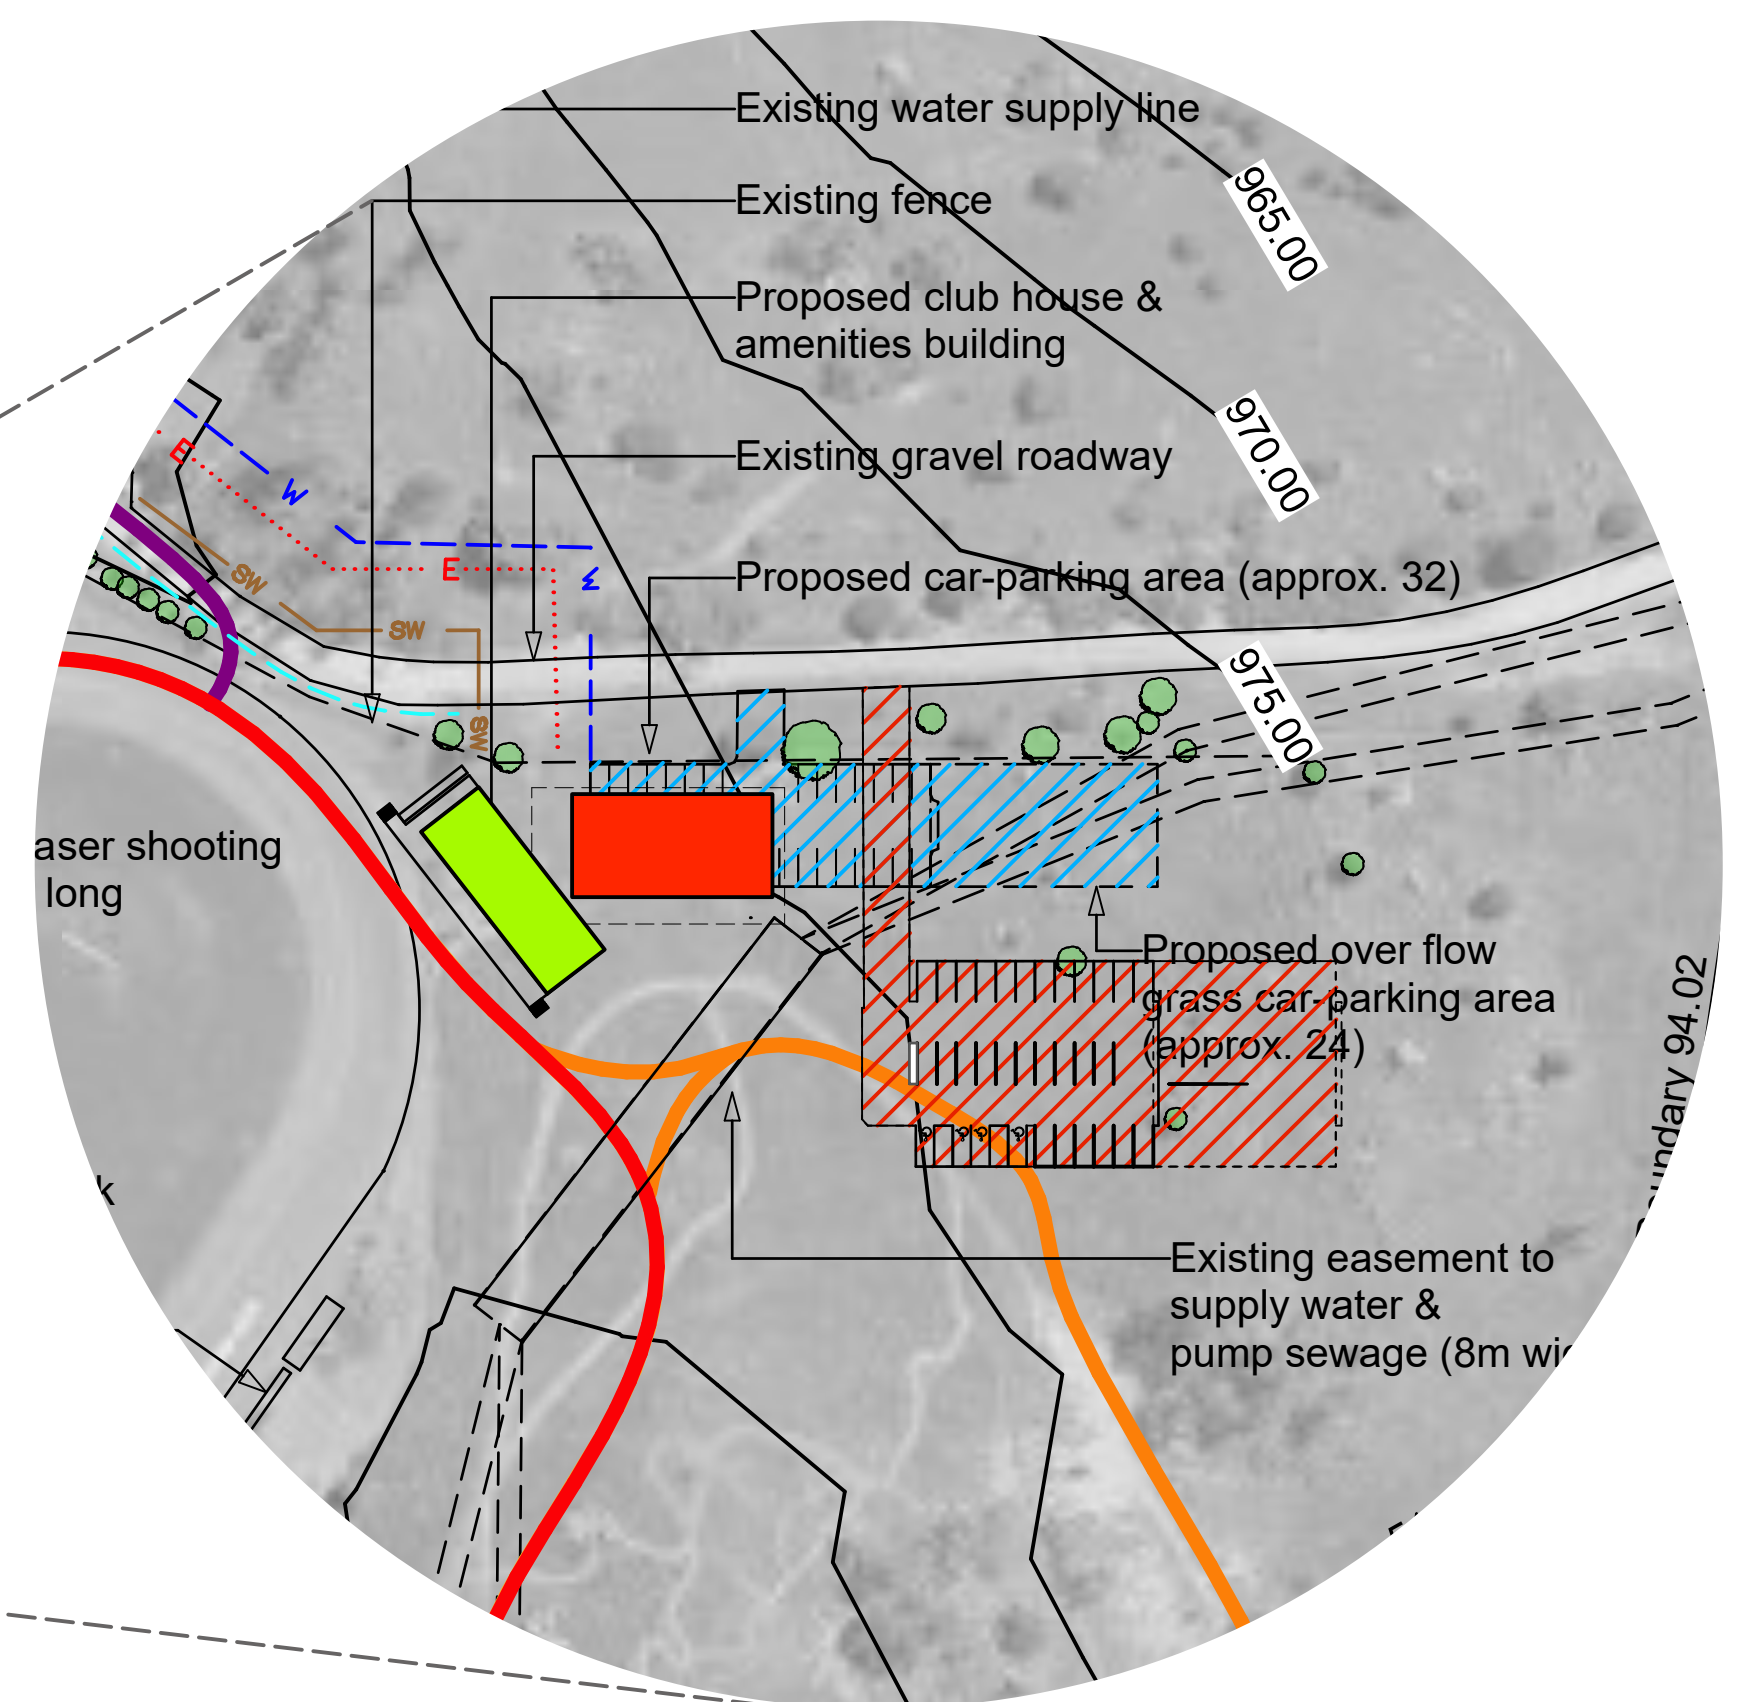 Existing water supply line
Existing fence
Proposed club house &
amenities building
Existing gravel roadway
Proposed car-parking area (approx. 32)
965.00
970.00
975.00
E
W
E
SW
SW
W
SW
aser shooting
long
k
Proposed over flow
grass car-parking area
(approx. 24)
undary 94.02
Existing easement to
supply water &
pump sewage (8m wi